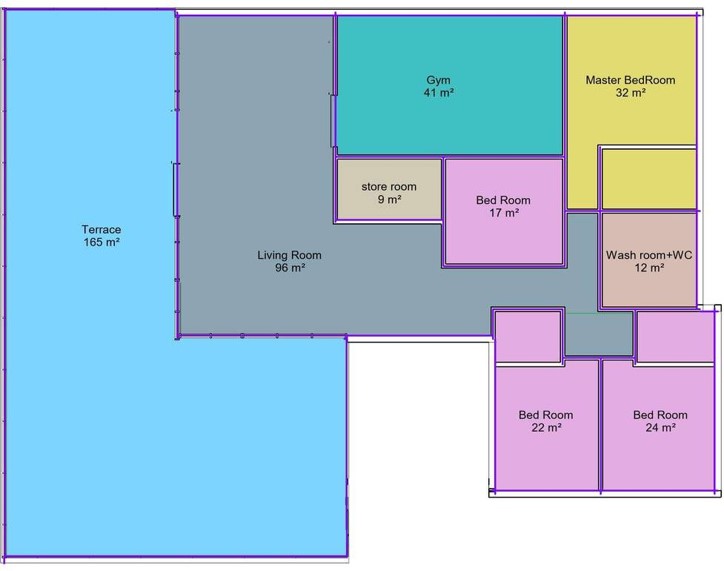 Gym
41 m²
Master BedRoom
32 m²
store room
9 m²
Bed Room
17 m²
Terrace
165 m²
Living Room
96 m²
Wash room+WC
12 m²
Bed Room
22 m²
Bed Room
24 m²